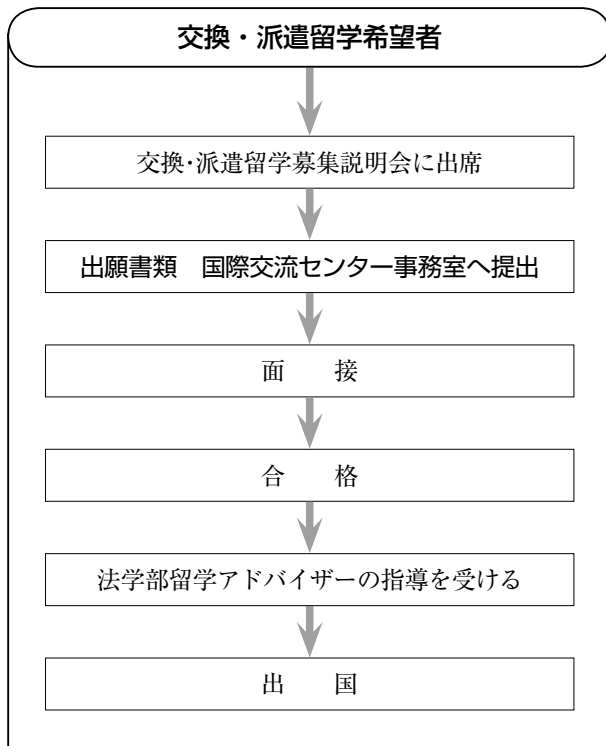 交換・派遣留学希望者
交換・派遣留学募集説明会に出席
出願書類　国際交流センター事務室へ提出
面　　接
合　　格
法学部留学アドバイザーの指導を受ける
出　　国